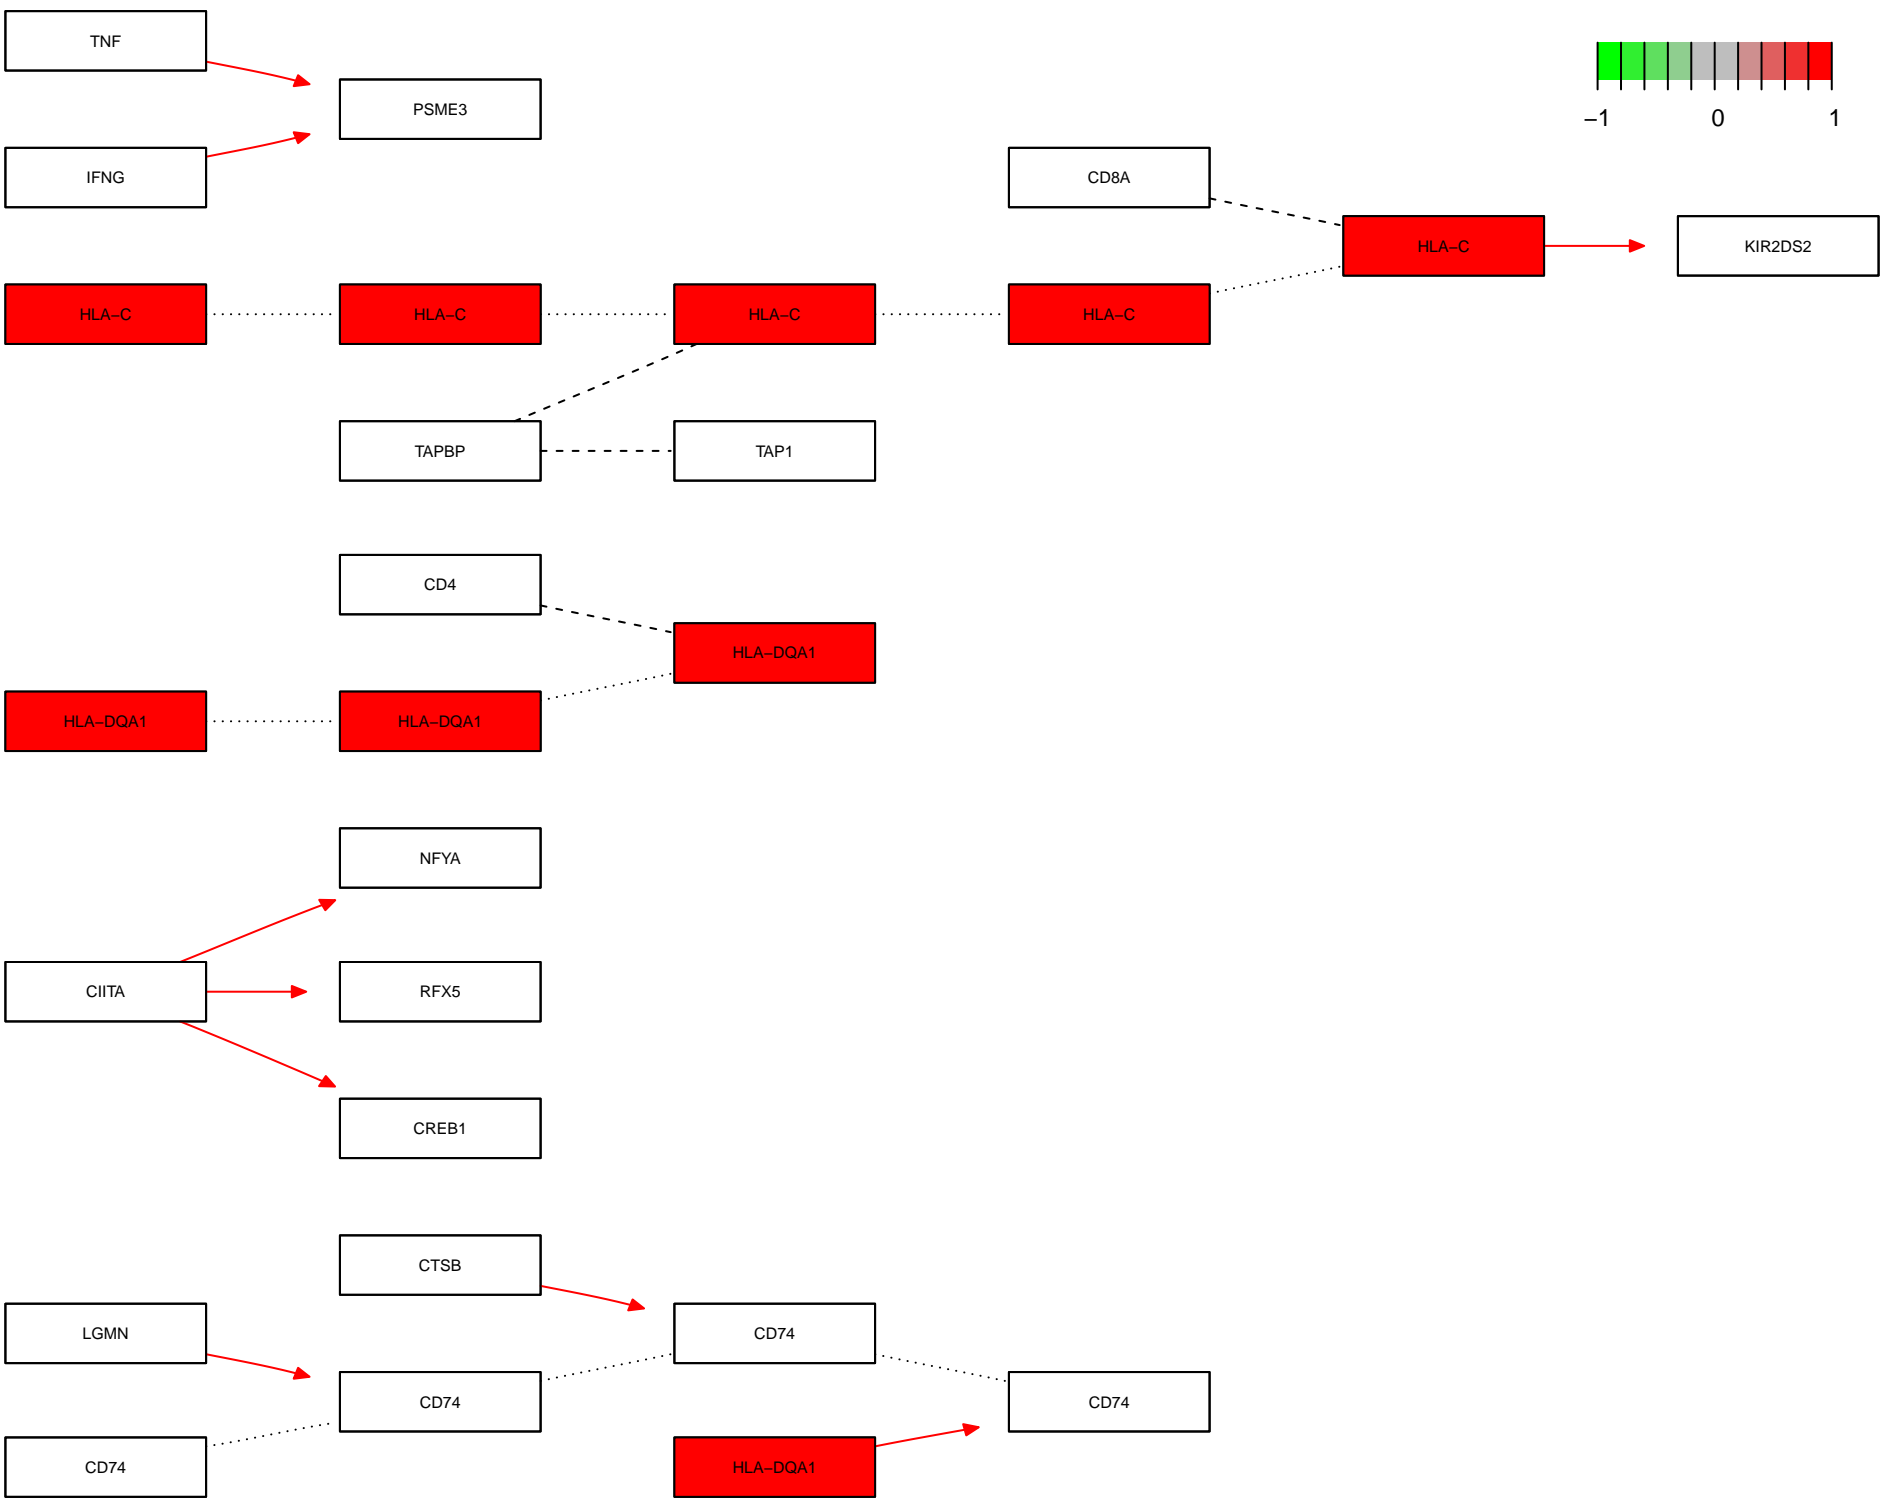 TNF
PSME3
−1 0 1
IFNG
CD8A
HLA−C
KIR2DS2
HLA−C
HLA−C
HLA−C
HLA−C
TAPBP
TAP1
CD4
HLA−DQA1
HLA−DQA1
HLA−DQA1
NFYA
CIITA
RFX5
CREB1
CTSB
LGMN
CD74
CD74
CD74
CD74
HLA−DQA1